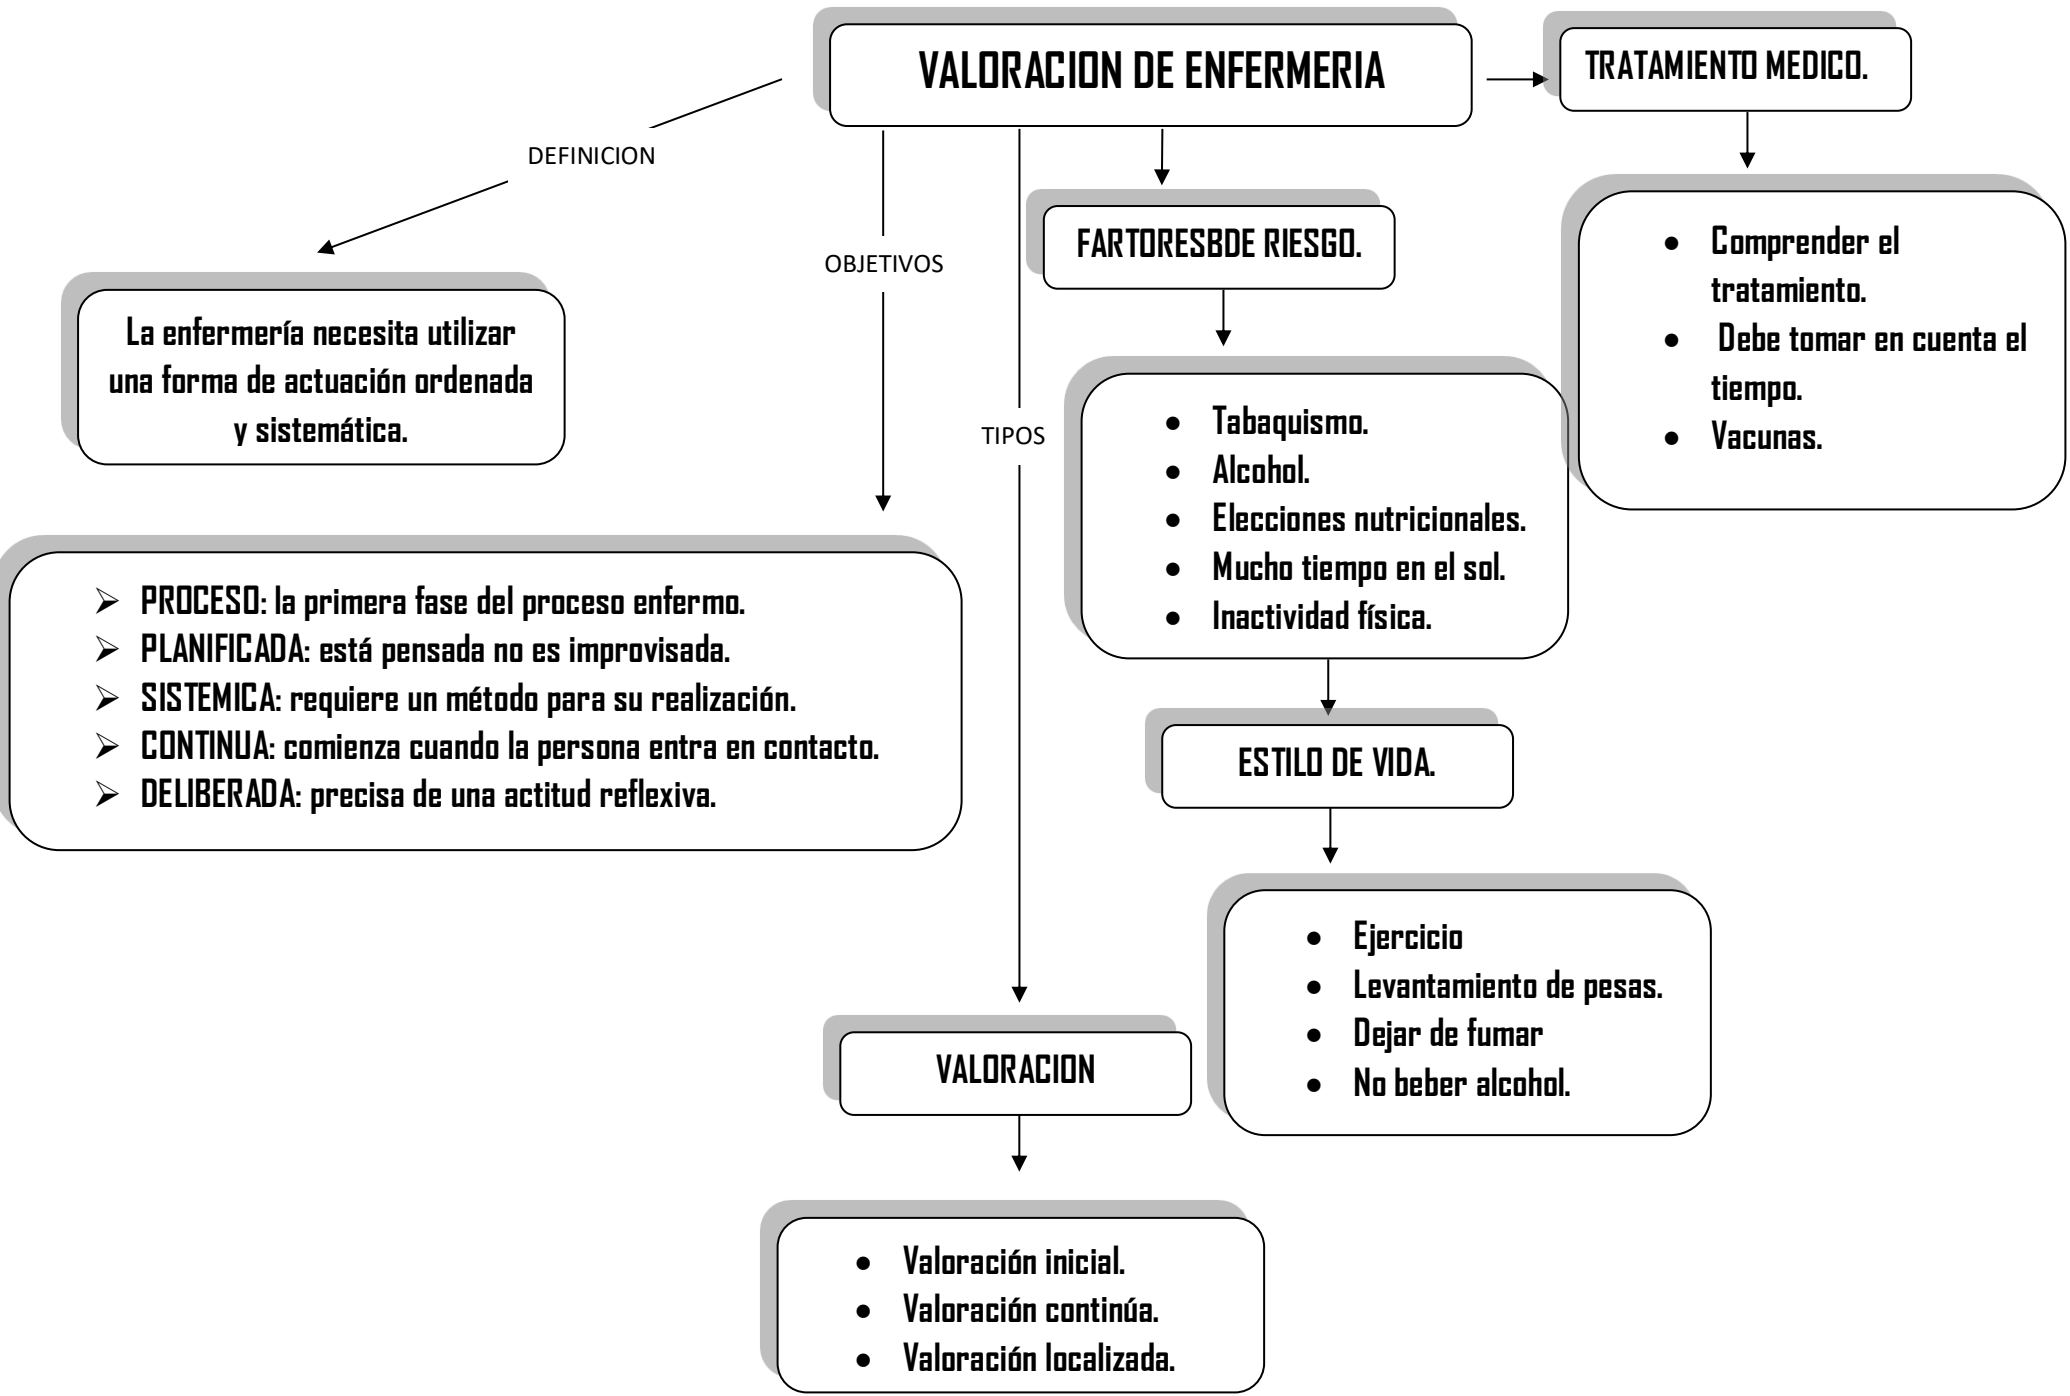 VALORACION DE ENFERMERIA
TRATAMIENTO MEDICO.
DEFINICION
OBJETIVOS
TIPOS
FARTORESBDE RIESGO.
• Comprender el
tratamiento.
• Debe tomar en cuenta el
tiempo.
• Vacunas.
La enfermería necesita utilizar
una forma de actuación ordenada
y sistemática.
• Tabaquismo.
• Alcohol.
• Elecciones nutricionales.
• Mucho tiempo en el sol.
• Inactividad física.
➢ PROCESO: la primera fase del proceso enfermo.
➢ PLANIFICADA: está pensada no es improvisada.
➢ SISTEMICA: requiere un método para su realización.
➢ CONTINUA: comienza cuando la persona entra en contacto.
➢ DELIBERADA: precisa de una actitud reflexiva.
ESTILO DE VIDA.
• Ejercicio
• Levantamiento de pesas.
• Dejar de fumar
• No beber alcohol.
VALORACION
• Valoración inicial.
• Valoración continúa.
• Valoración localizada.